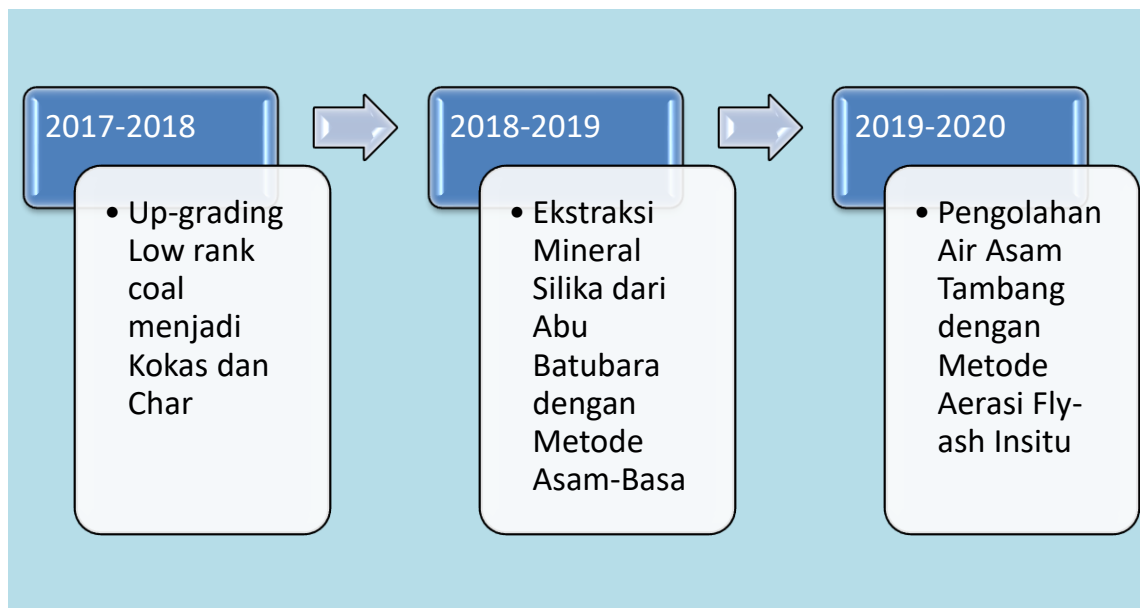 2017-2018
• Up-grading
Low rank
coal
menjadi
Kokas dan
Char
2018-2019
• Ekstraksi
Mineral
Silika dari
Abu
Batubara
dengan
Metode
Asam-Basa
2019-2020
• Pengolahan
Air Asam
Tambang
dengan
Metode
Aerasi Fly-
ash Insitu